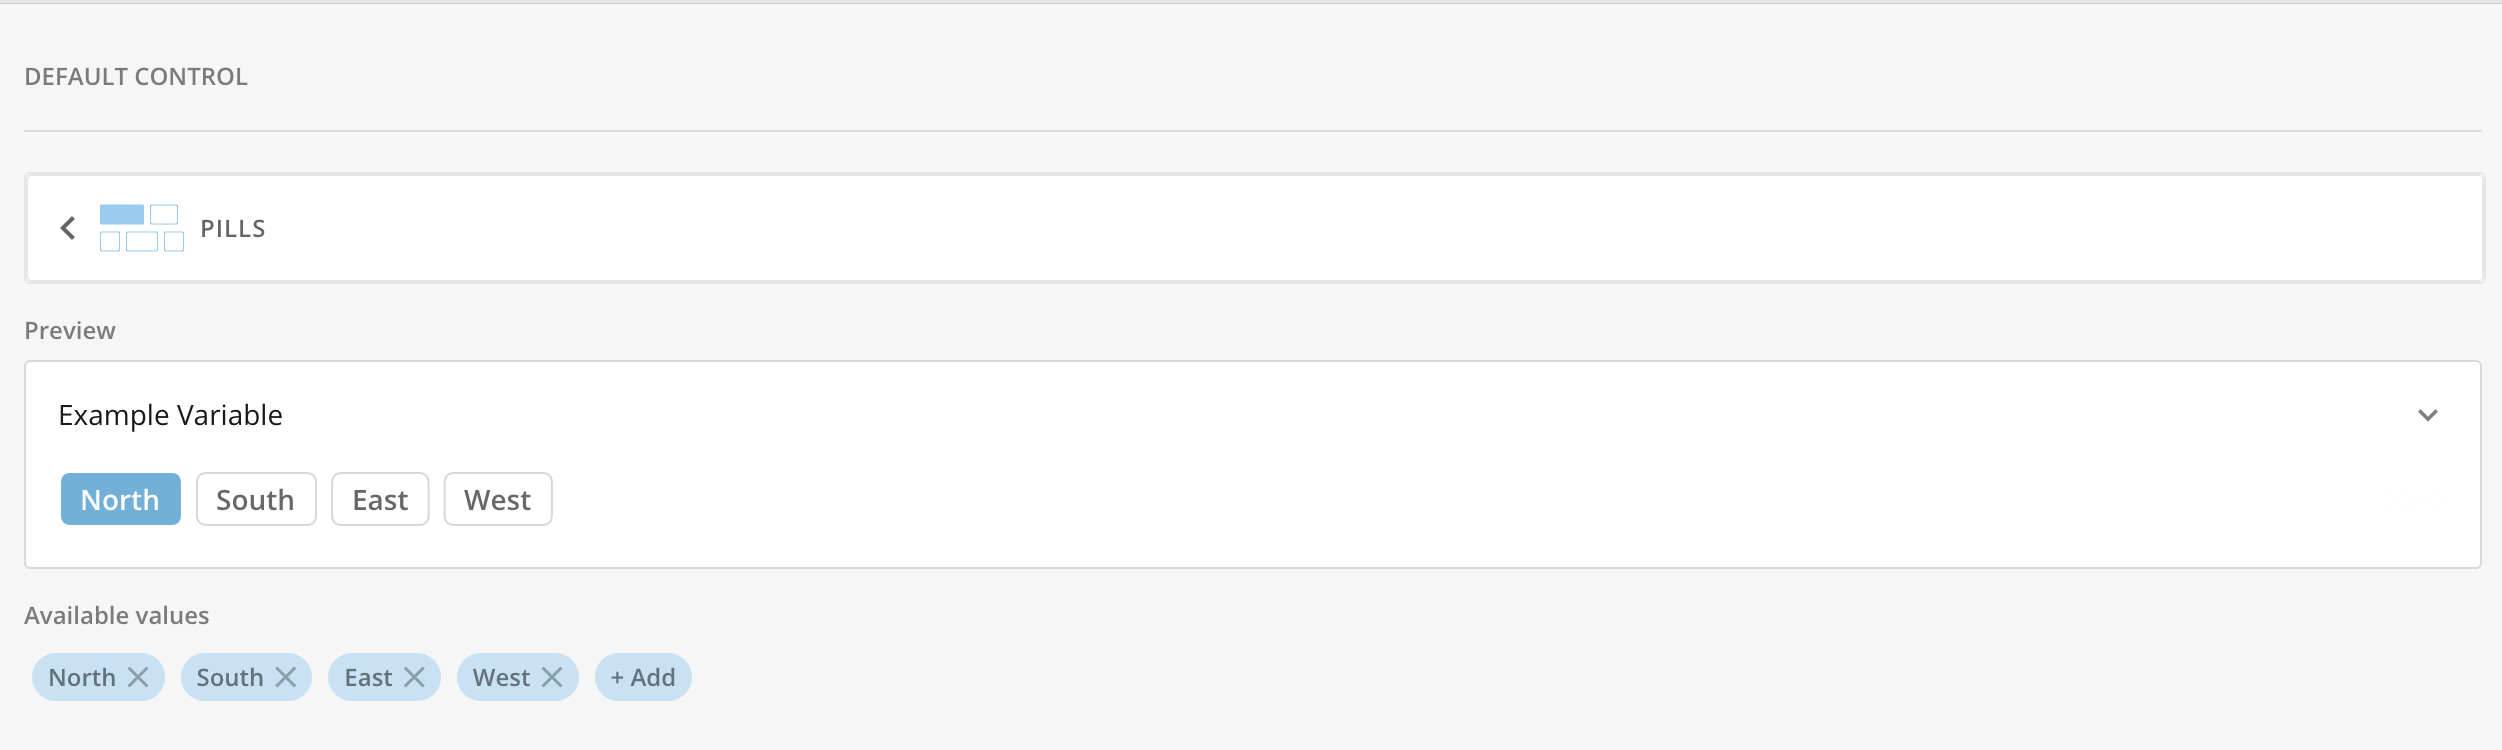 DEFAULT CONTROL
PILLS
Preview
Example Variable
North South East West
Available values
North South East West + Add